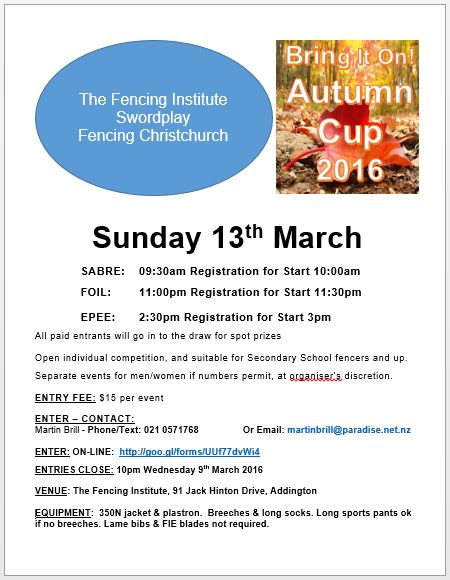 The Fencing Institute
Swordplay
Fencing Christchurch
Bring It On!
Autumn
Cup
2016
Sunday 13th March
SABRE: 09:30am Registration for Start 10:00am
FOIL: 11:00pm Registration for Start 11:30pm
EPEE: 2:30pm Registration for Start 3pm
All paid entrants will go in to the draw for spot prizes
Open individual competition, and suitable for Secondary School fencers and up.
Separate events for men/women if numbers permit, at organiser's discretion.
ENTRY FEE: $15 per event
ENTER – CONTACT:
Martin Brill - Phone/Text: 021 0571768 Or Email: martinbrill@paradise.net.nz
ENTER: ON-LINE: http://goo.gl/forms/UUf77dvWi4
ENTRIES CLOSE: 10pm Wednesday 9th March 2016
VENUE: The Fencing Institute, 91 Jack Hinton Drive, Addington
EQUIPMENT: 350N jacket & plastron. Breeches & long socks. Long sports pants ok
if no breeches. Lame bibs & FIE blades not required.